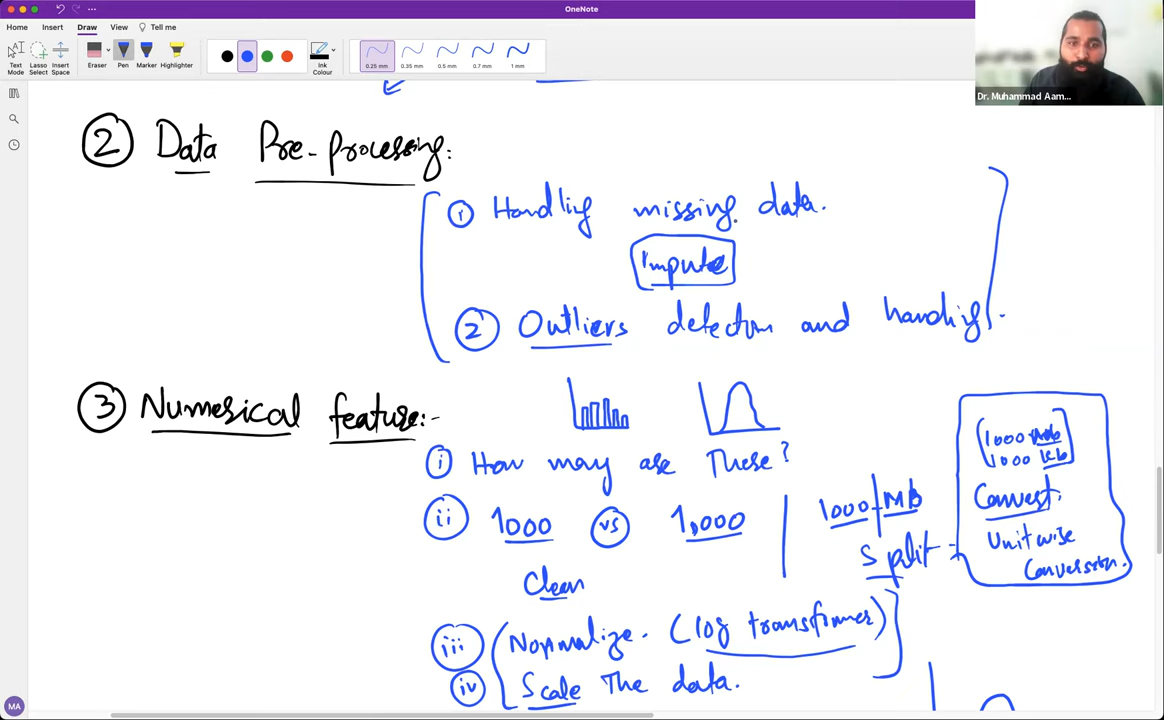 OneNote
Home Insert Draw View Tell me
Text Mode
Lasso Select
Insert Space
Eraser
Pen
Marker
Highlighter
Ink Colour
0.25 mm
0.35 mm
0.5 mm
0.7 mm
1 mm
Dr. Muhammad Aam...
② Data Pre-processing:
① Handling missing data.
Impute
② Outliers detection and handling.
③ Numerical feature:-
i How may are These?
ii 1000 vs 1,000
1000 MB
Split =
1000 Mb
1000 kb
Convert.
Unit wise
Conversion.
Clean
iii Normalize. (log transfrmer)
iv Scale The data.
MA